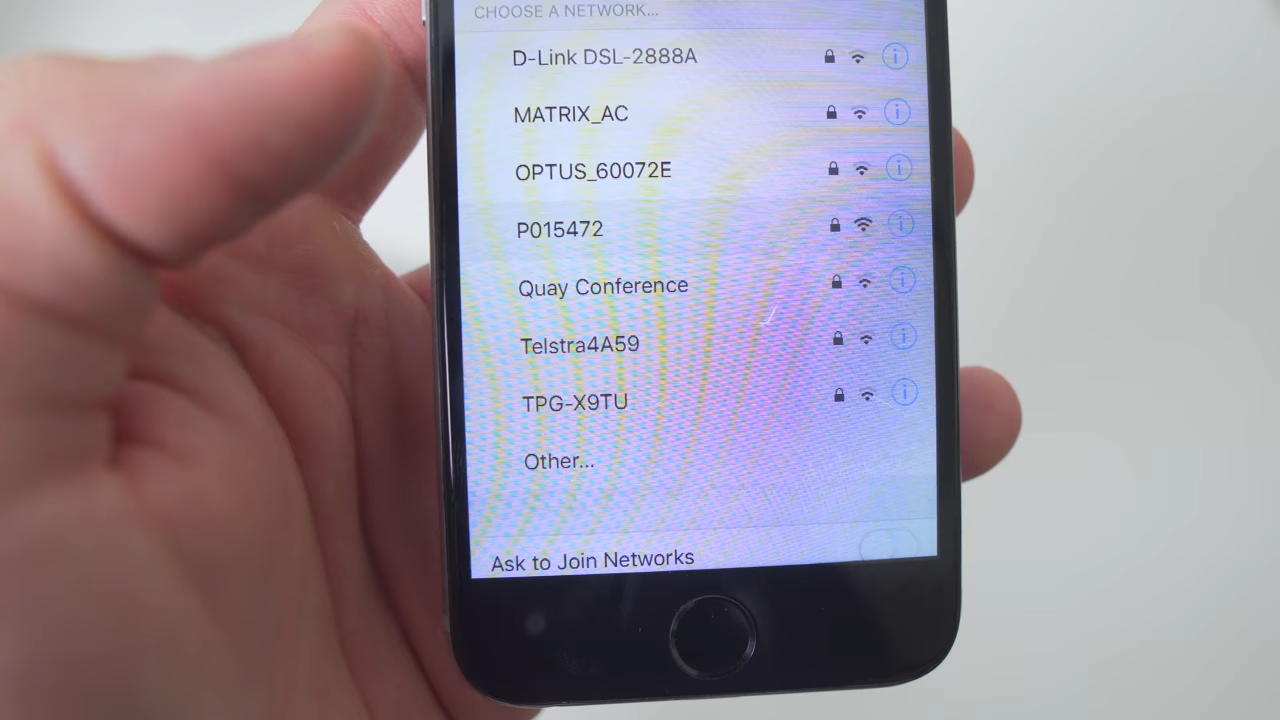 CHOOSE A NETWORK...
D-Link DSL-2888A
MATRIX_AC
OPTUS_60072E
P015472
Quay Conference
Telstra4A59
TPG-X9TU
Other...
Ask to Join Networks